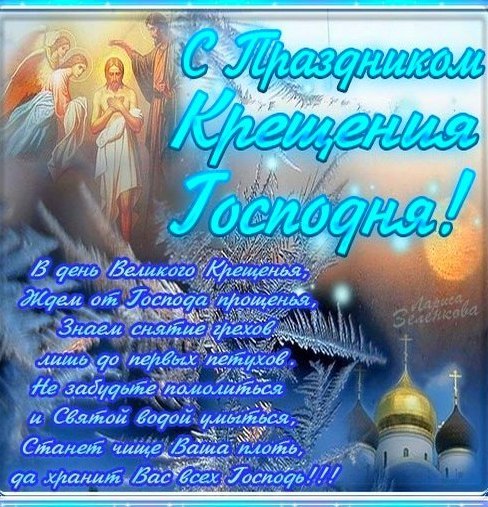 С Праздником
Крещения
Господня!
В день Великого Крещенья,
Ждем от Господа прощенья,
Знаем снятие грехов
лишь до первых петухов
Не забудьте помолиться
и Святой водой умыться,
Станет чище Ваша плоть,
да хранит Вас всех Господь!!!
Лариса
Зеленкова